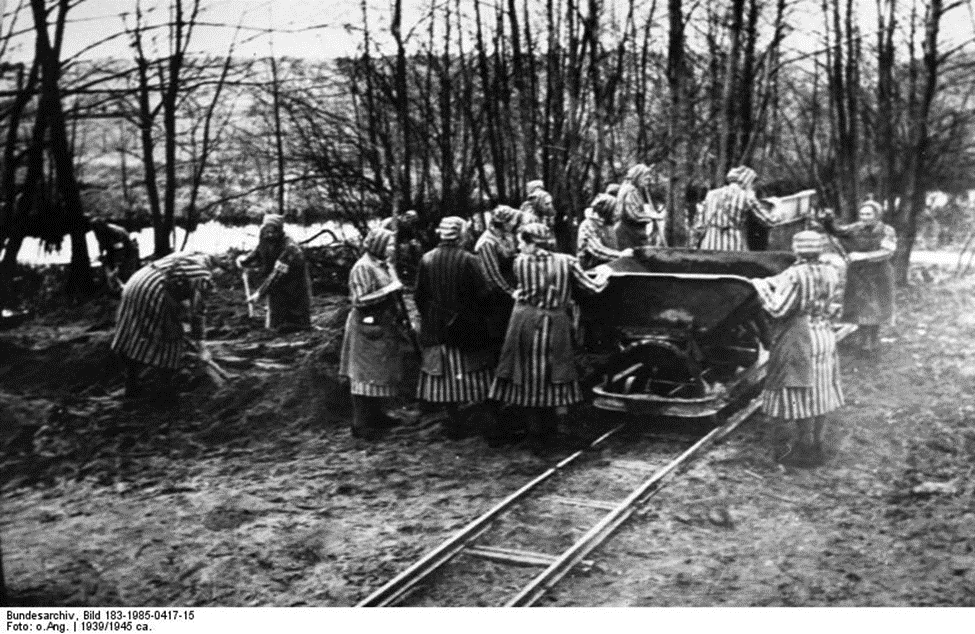 Bundesarchiv, Bild 183-1985-0417-15
Foto: o.Ang. | 1939/1945 ca.